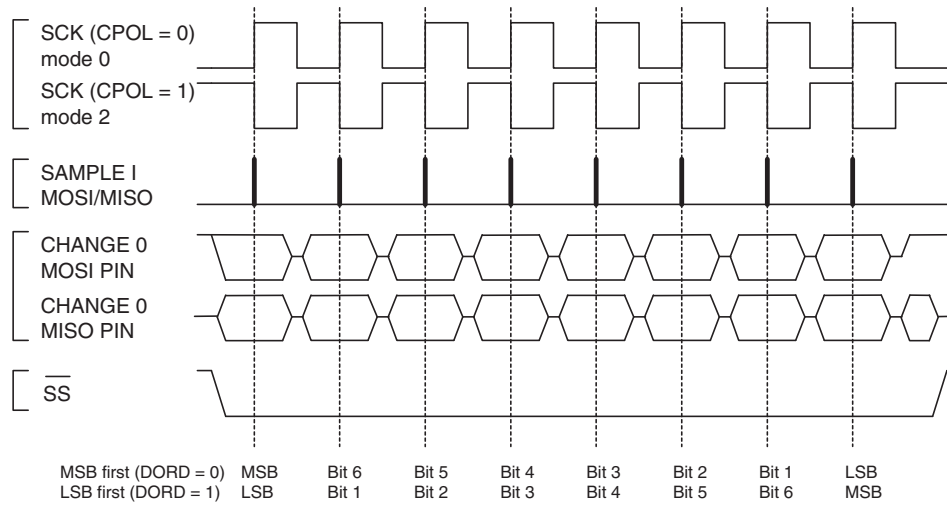 SCK (CPOL = 0)
mode 0
SCK (CPOL = 1)
mode 2
SAMPLE I
MOSI/MISO
CHANGE 0
MOSI PIN
CHANGE 0
MISO PIN
SS
MSB first (DORD = 0) MSB Bit 6 Bit 5 Bit 4 Bit 3 Bit 2 Bit 1 LSB
LSB first (DORD = 1) LSB Bit 1 Bit 2 Bit 3 Bit 4 Bit 5 Bit 6 MSB